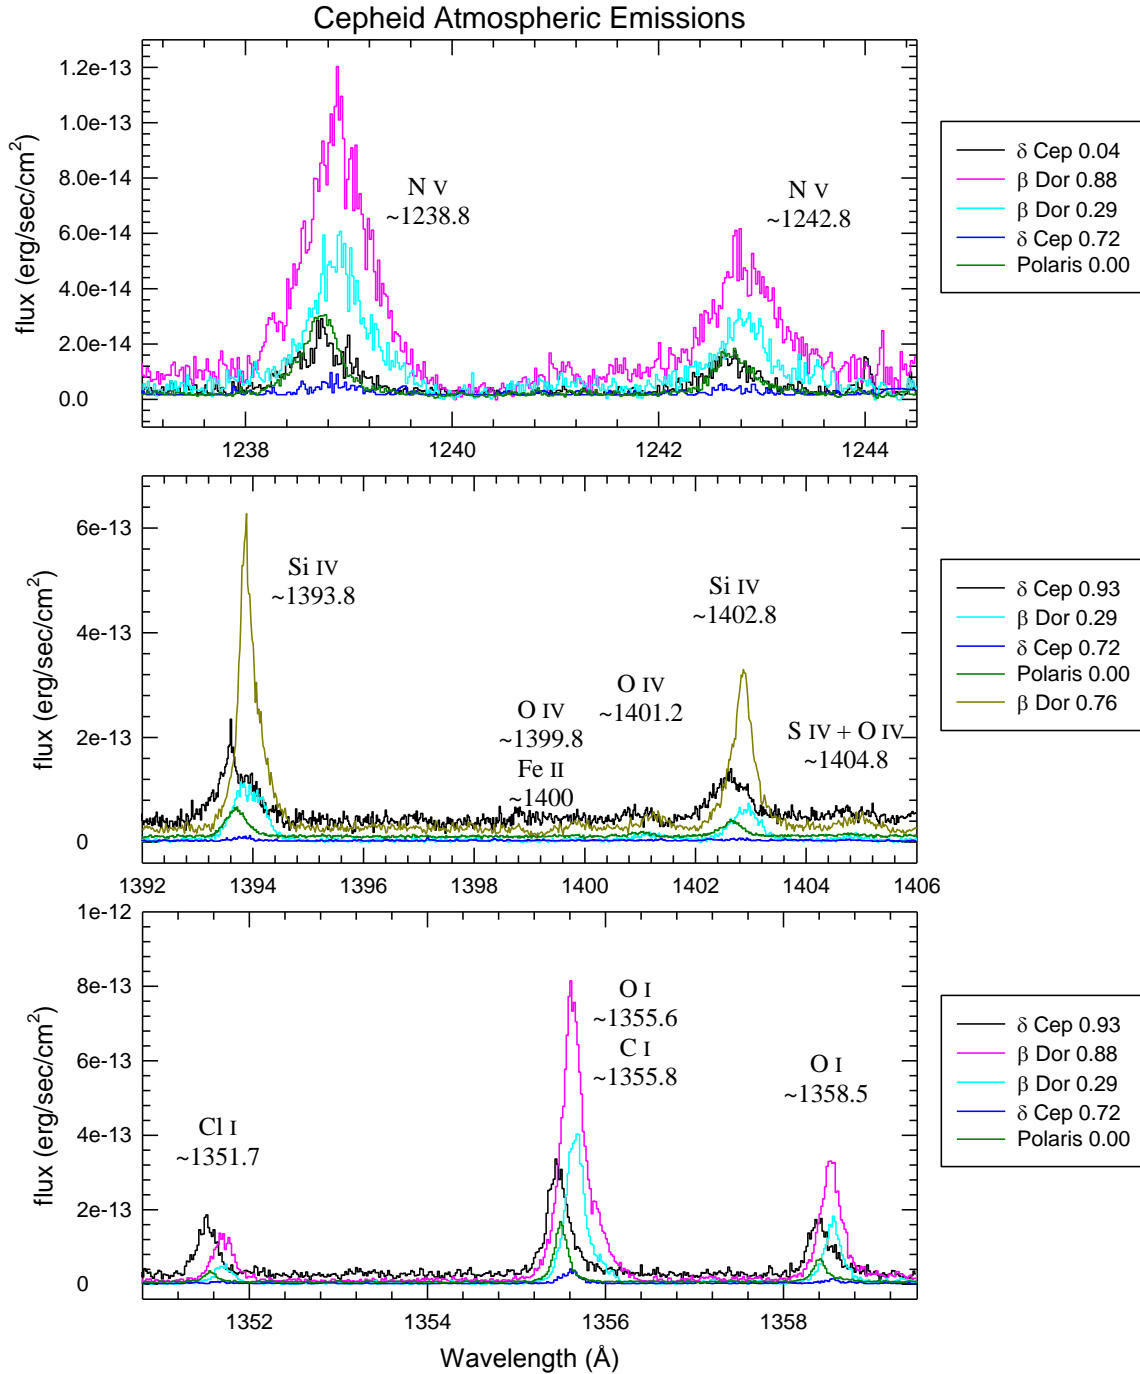 Cepheid Atmospheric Emissions
flux (erg/sec/cm²)
1.2e-13
1.0e-13
8.0e-14
6.0e-14
4.0e-14
2.0e-14
0.0
N V
~1238.8
N V
~1242.8
1238
1240
1242
1244
δ Cep 0.04
β Dor 0.88
β Dor 0.29
δ Cep 0.72
Polaris 0.00
flux (erg/sec/cm²)
6e-13
4e-13
2e-13
0
Si IV
~1393.8
O IV
~1399.8
Fe II
~1400
O IV
~1401.2
Si IV
~1402.8
S IV + O IV
~1404.8
1392
1394
1396
1398
1400
1402
1404
1406
δ Cep 0.93
β Dor 0.29
δ Cep 0.72
Polaris 0.00
β Dor 0.76
flux (erg/sec/cm²)
1e-12
8e-13
6e-13
4e-13
2e-13
0
Cl I
~1351.7
O I
~1355.6
C I
~1355.8
O I
~1358.5
1352
1354
1356
1358
Wavelength (Å)
δ Cep 0.93
β Dor 0.88
β Dor 0.29
δ Cep 0.72
Polaris 0.00